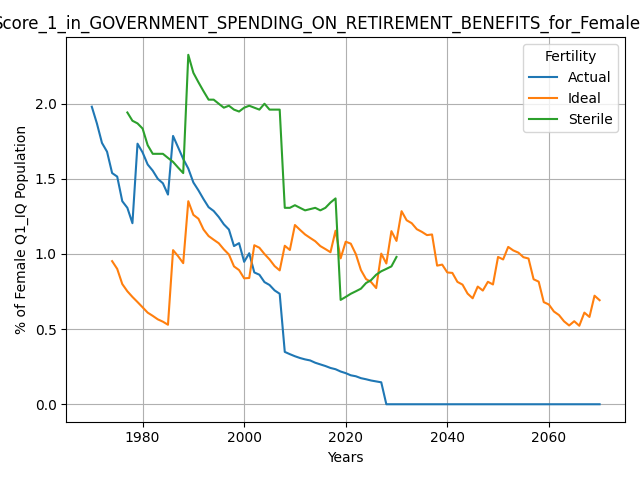 Score_1_in_GOVERNMENT_SPENDING_ON_RETIREMENT_BENEFITS_for_Female
Fertility
Actual
Ideal
Sterile
% of Female Q1_IQ Population
2.0
1.5
1.0
0.5
0.0
1980 2000 2020 2040 2060
Years